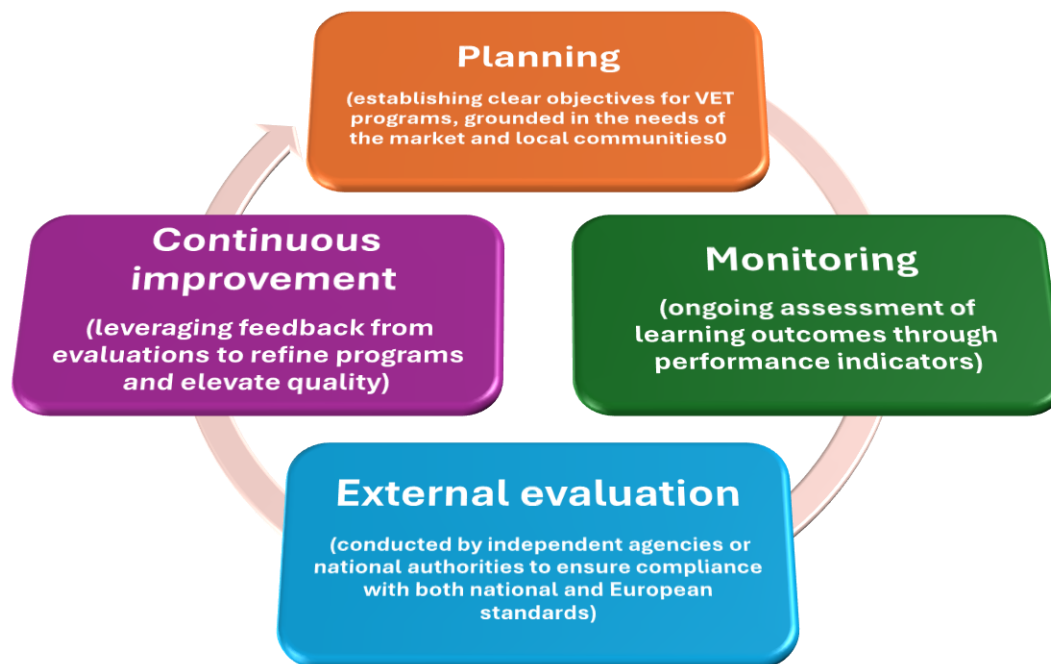 Planning
(establishing clear objectives for VET
programs, grounded in the needs of
the market and local communities0
Monitoring
(ongoing assessment of
learning outcomes through
performance indicators)
External evaluation
(conducted by independent agencies or
national authorities to ensure compliance
with both national and European
standards)
Continuous
improvement
(leveraging feedback from
evaluations to refine programs
and elevate quality)